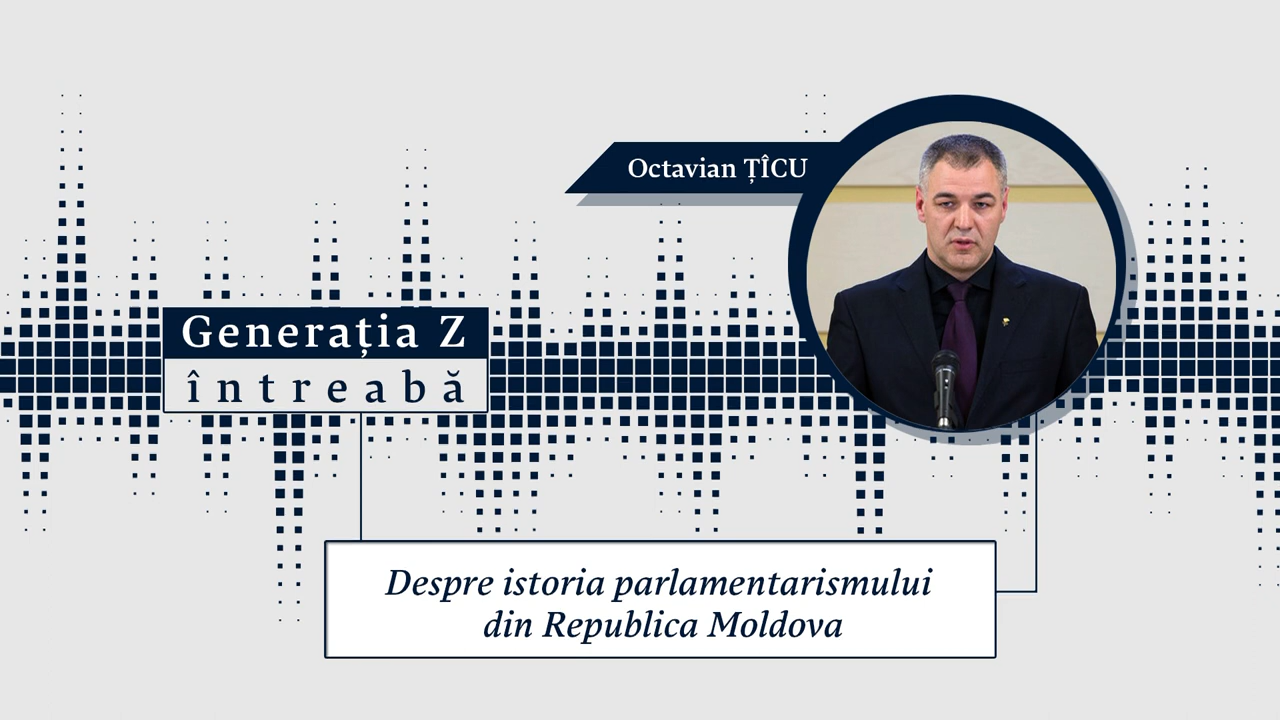 Octavian ȚÎCU
Generația Z
întreabă
Despre istoria parlamentarismului
din Republica Moldova